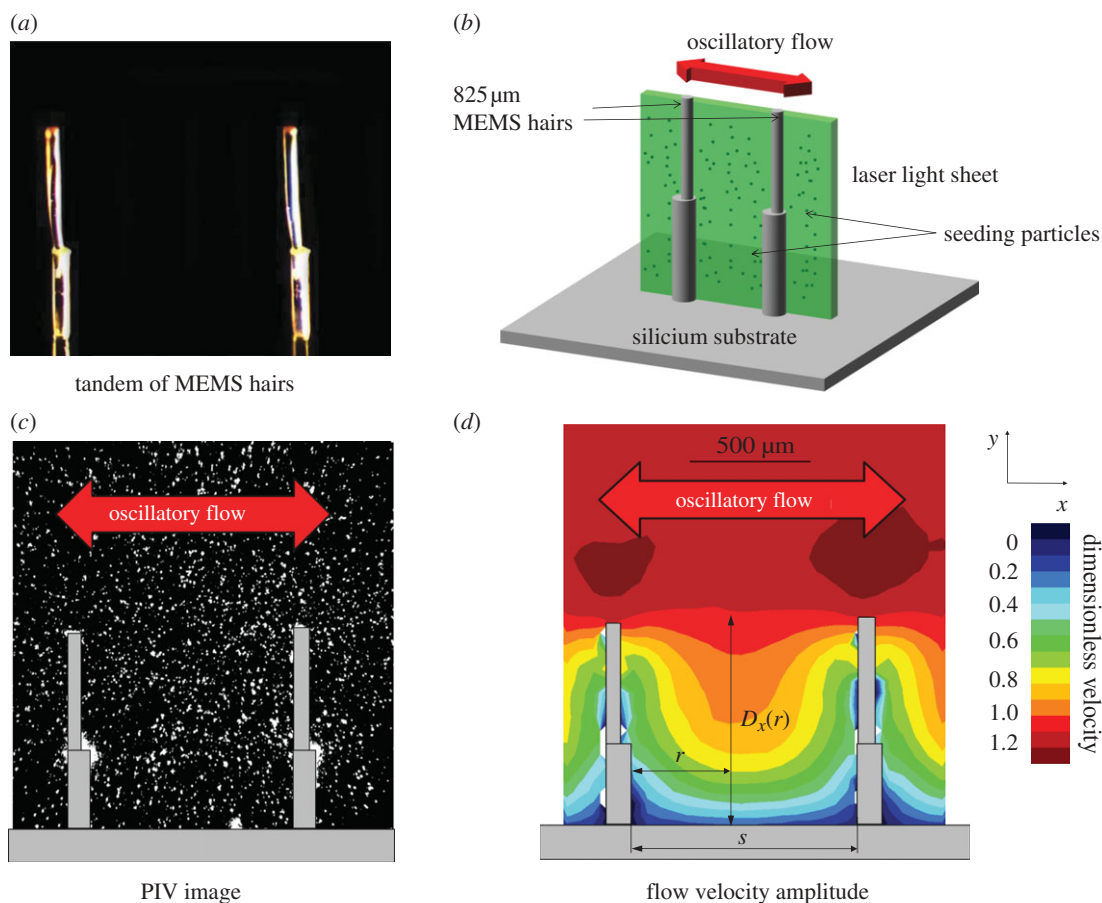 (a)
tandem of MEMS hairs
(b)
oscillatory flow
825 µm
MEMS hairs
laser light sheet
seeding particles
silicium substrate
(c)
oscillatory flow
PIV image
(d)
500 µm
oscillatory flow
Dx(r)
r
s
flow velocity amplitude
y
x
0
0.2
0.4
0.6
0.8
1.0
1.2
dimensionless velocity